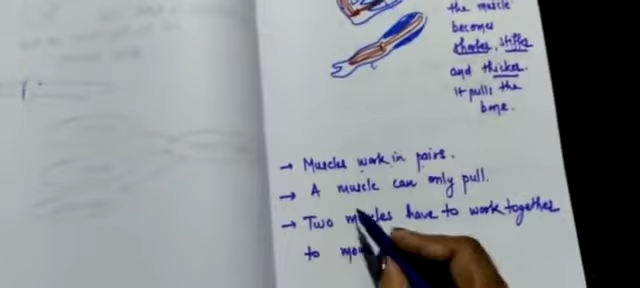 the muscle
becomes
shorter, stiffer
and thicker.
it pulls the
bone.
→ Muscles work in pairs.
→ A muscle can only pull.
→ Two muscles have to work together
to